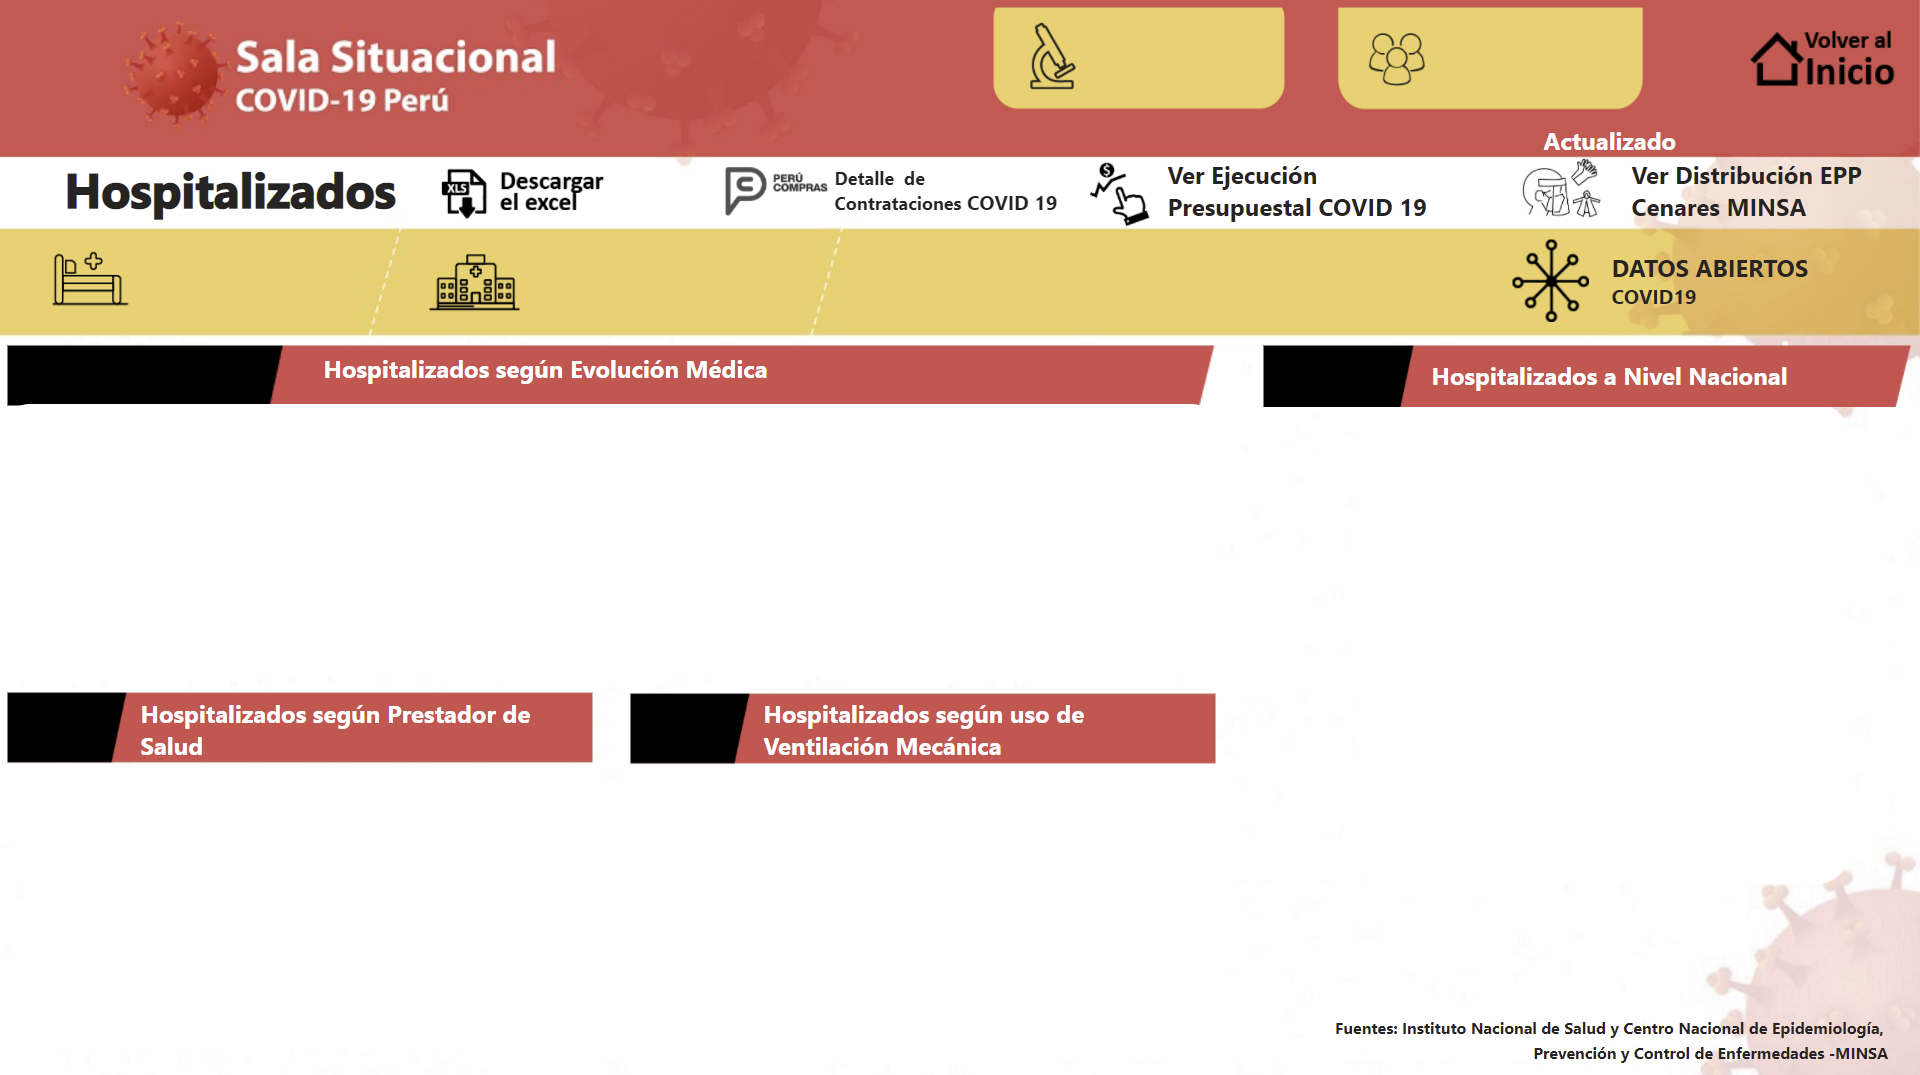 Sala Situacional
COVID-19 Perú
Volver al
Inicio
Actualizado
Hospitalizados
XLS
Descargar
el excel
PERÚ
COMPRAS
Detalle de
Contrataciones COVID 19
$
Ver Ejecución
Presupuestal COVID 19
Ver Distribución EPP
Cenares MINSA
DATOS ABIERTOS
COVID19
Hospitalizados según Evolución Médica
Hospitalizados a Nivel Nacional
Hospitalizados según Prestador de
Salud
Hospitalizados según uso de
Ventilación Mecánica
Fuentes: Instituto Nacional de Salud y Centro Nacional de Epidemiología,
Prevención y Control de Enfermedades -MINSA